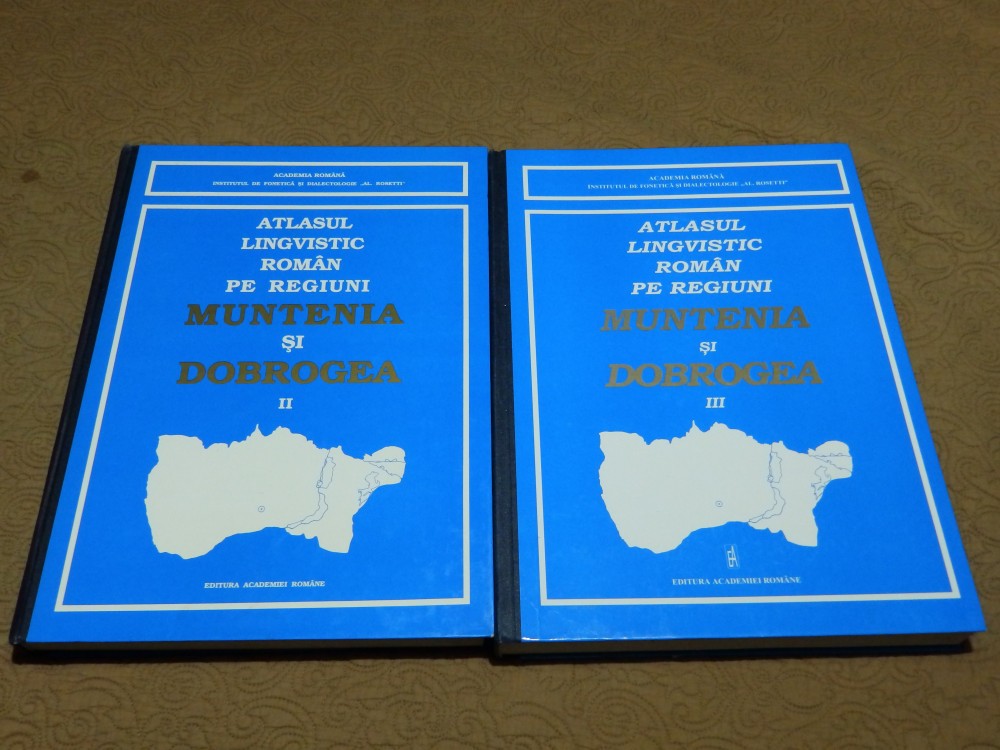 ACADEMIA ROMÂNĂ
INSTITUTUL DE FONETICĂ ŞI DIALECTOLOGIE „AL. ROSETTI"
ATLASUL
LINGVISTIC
ROMÂN
PE REGIUNI
MUNTENIA
ŞI
DOBROGEA
II
EDITURA ACADEMIEI ROMÂNE
ACADEMIA ROMÂNĂ
INSTITUTUL DE FONETICĂ ȘI DIALECTOLOGIE „AL. ROSETTI"
ATLASUL
LINGVISTIC
ROMÂN
PE REGIUNI
MUNTENIA
ȘI
DOBROGEA
III
EDITURA ACADEMIEI ROMÂNE